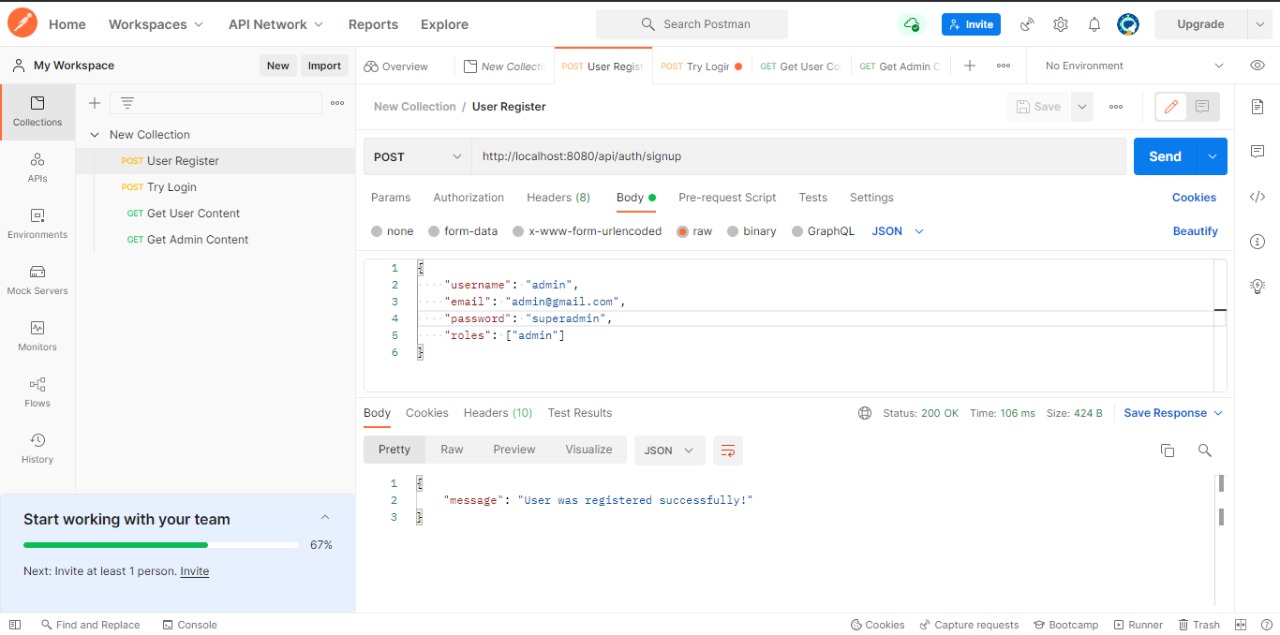 Home Workspaces API Network Reports Explore Search Postman Invite Upgrade
My Workspace New Import Overview New Collecti POST User Regist POST Try Login GET Get User Co GET Get Admin C No Environment
Collections
APIs
Environments
Mock Servers
Monitors
Flows
History
New Collection
POST User Register
POST Try Login
GET Get User Content
GET Get Admin Content
Start working with your team
67%
Next: Invite at least 1 person. Invite
New Collection / User Register Save
POST http://localhost:8080/api/auth/signup Send
Params Authorization Headers (8) Body Pre-request Script Tests Settings Cookies
none form-data x-www-form-urlencoded raw binary GraphQL JSON Beautify
1 {
2 "username": "admin",
3 "email": "admin@gmail.com",
4 "password": "superadmin",
5 "roles": ["admin"]
6 }
Body Cookies Headers (10) Test Results Status: 200 OK Time: 106 ms Size: 424 B Save Response
Pretty Raw Preview Visualize JSON
1 {
2 "message": "User was registered successfully!"
3 }
Find and Replace Console Cookies Capture requests Bootcamp Runner Trash